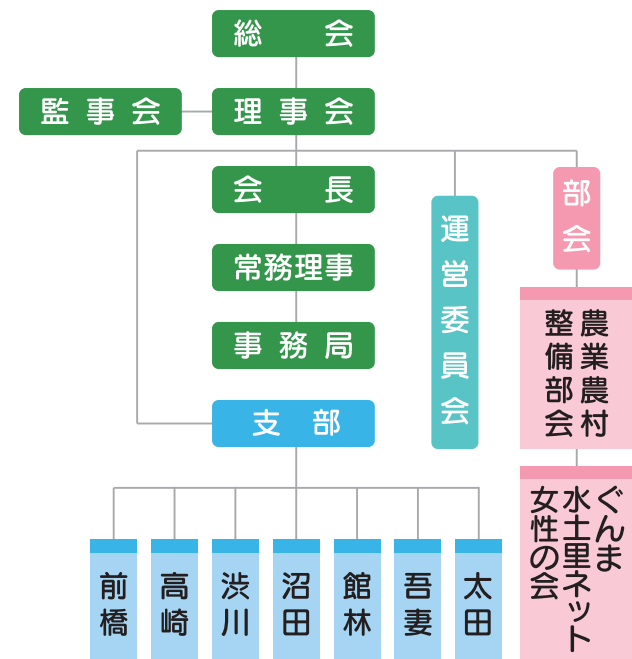 総会
監事会
理事会
会長
常務理事
事務局
支部
運営委員会
部会
農業農村
整備部会
ぐんま
水土里ネット
女性の会
前橋
高崎
渋川
沼田
館林
吾妻
太田